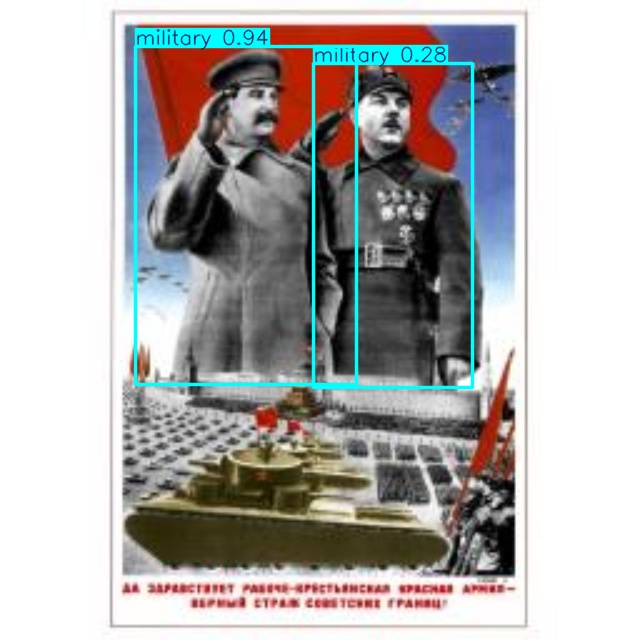 military 0.94
military 0.28
ДА ЗДРАВСТВУЕТ РАБОЧЕ-КРЕСТЬЯНСКАЯ КРАСНАЯ АРМИЯ—
ВЕРНЫЙ СТРАЖ СОВЕТСКИХ ГРАНИЦ!